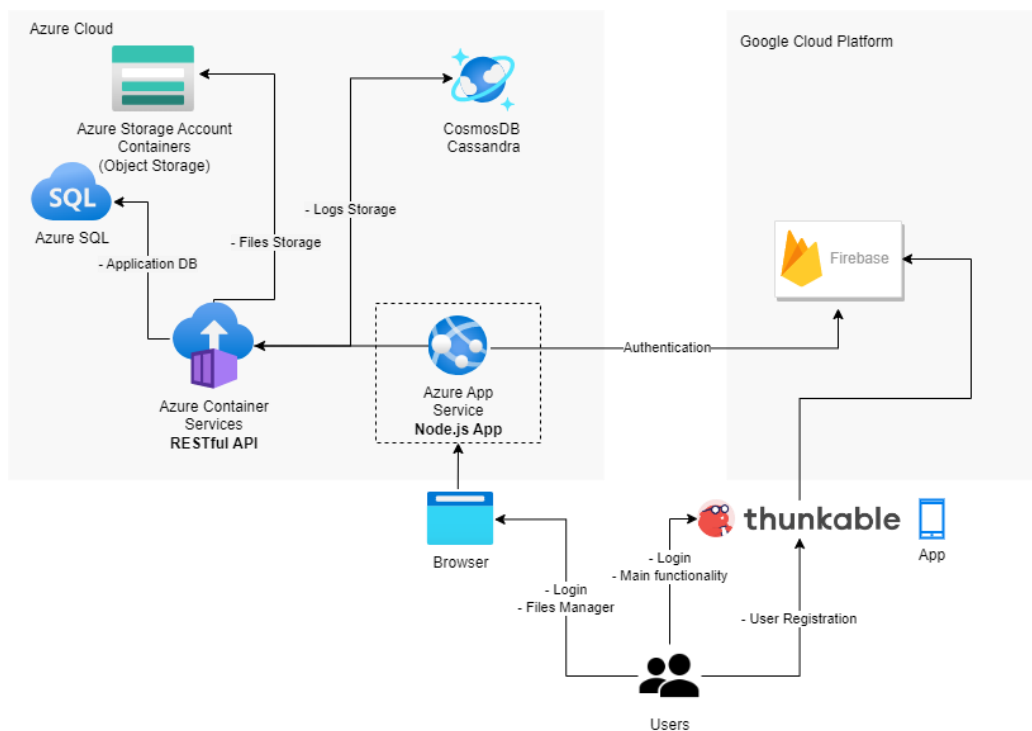 Azure Cloud
Google Cloud Platform
Azure Storage Account
Containers
(Object Storage)
CosmosDB
Cassandra
SQL
Azure SQL
- Logs Storage
- Files Storage
- Application DB
Firebase
Authentication
Azure Container
Services
RESTful API
Azure App
Service
Node.js App
thunkable
App
Browser
- Login
- Main functionality
- Login
- Files Manager
- User Registration
Users